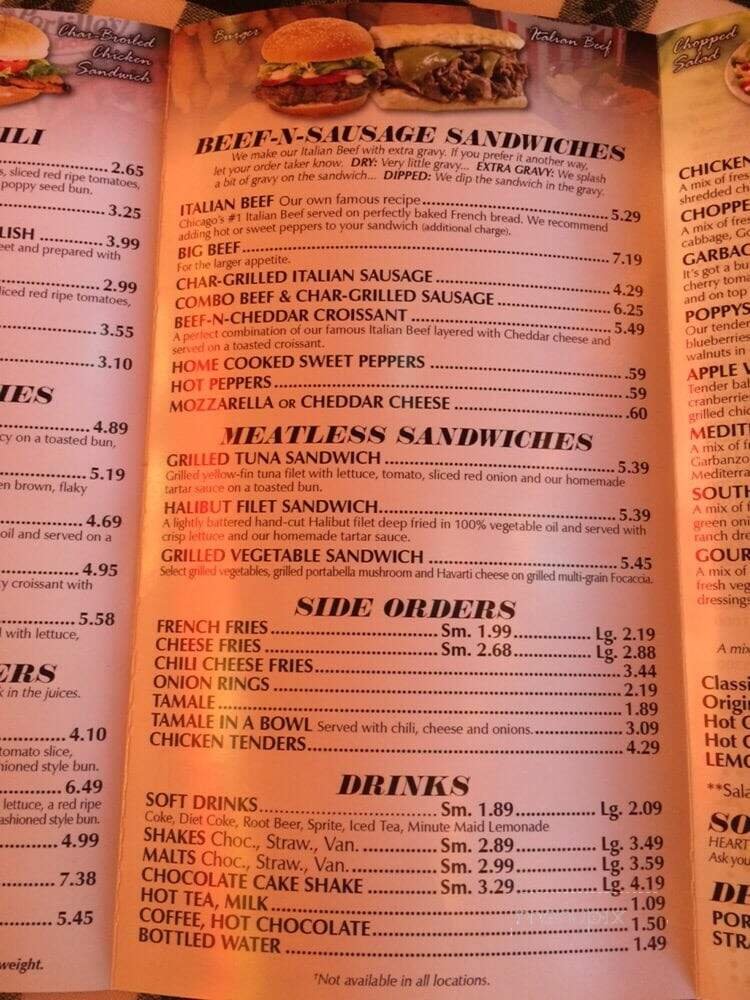 Portillo's
Char-Broiled
Chicken
Sandwich
ILI
2.65
, sliced red ripe tomatoes,
poppy seed bun.
3.25
LISH 3.99
eet and prepared with
2.99
liced red ripe tomatoes,
3.55
3.10
IES
4.89
cy on a toasted bun,
5.19
en brown, flaky
4.69
oil and served on a
4.95
y croissant with
5.58
with lettuce,
ERS
k in the juices.
4.10
tomato slice,
hioned style bun.
6.49
lettuce, a red ripe
ashioned style bun.
4.99
7.38
5.45
weight.
Burger
Italian Beef
BEEF-N-SAUSAGE SANDWICHES
We make our Italian Beef with extra gravy. If you prefer it another way,
let your order taker know. DRY: Very little gravy... EXTRA GRAVY: We splash
a bit of gravy on the sandwich... DIPPED: We dip the sandwich in the gravy.
ITALIAN BEEF Our own famous recipe 5.29
Chicago's #1 Italian Beef served on perfectly baked French bread. We recommend
adding hot or sweet peppers to your sandwich (additional charge).
BIG BEEF 7.19
For the larger appetite.
CHAR-GRILLED ITALIAN SAUSAGE 4.29
COMBO BEEF & CHAR-GRILLED SAUSAGE 6.25
BEEF-N-CHEDDAR CROISSANT 5.49
A perfect combination of our famous Italian Beef layered with Cheddar cheese and
served on a toasted croissant.
HOME COOKED SWEET PEPPERS .59
HOT PEPPERS .59
MOZZARELLA OR CHEDDAR CHEESE .60
MEATLESS SANDWICHES
GRILLED TUNA SANDWICH 5.39
Grilled yellow-fin tuna filet with lettuce, tomato, sliced red onion and our homemade
tartar sauce on a toasted bun.
HALIBUT FILET SANDWICH 5.39
A lightly battered hand-cut Halibut filet deep fried in 100% vegetable oil and served with
crisp lettuce and our homemade tartar sauce.
GRILLED VEGETABLE SANDWICH 5.45
Select grilled vegetables, grilled portabella mushroom and Havarti cheese on grilled multi-grain Focaccia.
SIDE ORDERS
FRENCH FRIES Sm. 1.99 Lg. 2.19
CHEESE FRIES Sm. 2.68 Lg. 2.88
CHILI CHEESE FRIES 3.44
ONION RINGS 2.19
TAMALE 1.89
TAMALE IN A BOWL Served with chili, cheese and onions. 3.09
CHICKEN TENDERS 4.29
DRINKS
SOFT DRINKS Sm. 1.89 Lg. 2.09
Coke, Diet Coke, Root Beer, Sprite, Iced Tea, Minute Maid Lemonade
SHAKES Choc., Straw., Van. Sm. 2.89 Lg. 3.49
MALTS Choc., Straw., Van. Sm. 2.99 Lg. 3.59
CHOCOLATE CAKE SHAKE Sm. 3.29 Lg. 4.19
HOT TEA, MILK 1.09
COFFEE, HOT CHOCOLATE 1.50
BOTTLED WATER 1.49
†Not available in all locations.
Chopped
Salad
CHICKEN
A mix of fres
shredded ch
CHOPPE
A mix of fres
cabbage, Go
GARBAG
It's got a bu
cherry toma
and on top
POPPYS
Our tender
blueberries
walnuts in
APPLE V
Tender bal
cranberries
grilled chic
MEDIT
A mix of fr
Garbanzo
Mediterra
SOUTH
A mix of f
green on
ranch dre
GOUR
A mix of
fresh veg
dressings
A mix
Classi
Origin
Hot C
Hot C
LEMO
**Sala
SO
HEART
Ask you
DE
POR
STRA